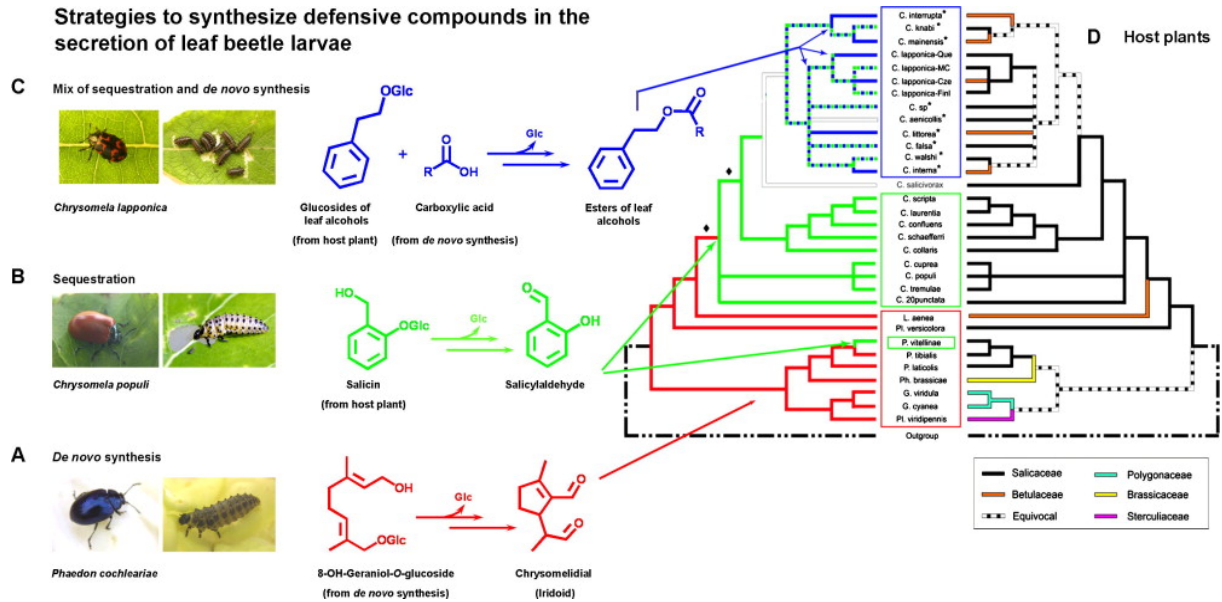 Strategies to synthesize defensive compounds in the
secretion of leaf beetle larvae
C
Mix of sequestration and de novo synthesis
Chrysomela lapponica
OGlc
+
O
R
OH
Glc
O
O
R
Glucosides of
leaf alcohols
(from host plant)
Carboxylic acid
(from de novo synthesis)
Esters of leaf
alcohols
B
Sequestration
Chrysomela populi
HO
OGlc
Glc
O
OH
Salicin
(from host plant)
Salicylaldehyde
A
De novo synthesis
Phaedon cochleariae
OH
OGlc
Glc
O
O
8-OH-Geraniol-O-glucoside
(from de novo synthesis)
Chrysomelidial
(Iridoid)
D Host plants
C. interrupta*
C. knabi*
C. mainensis*
C. lapponica-Que
C. lapponica-MC
C. lapponica-Cze
C. lapponica-Finl
C. sp*
C. aenicollis*
C. littorea*
C. falsa*
C. walshi
C. interna*
C. salicivorax
C. scripta
C. laurentia
C. confluens
C. schaefferri
C. collaris
C. cuprea
C. populi
C. tremulae
C. 20punctata
L. aenea
Pl. versicolora
P. vitellinae
P. tibialis
P. laticolis
Ph. brassicae
G. viridula
G. cyanea
Pl. viridipennis
Outgroup
Salicaceae
Betulaceae
Equivocal
Polygonaceae
Brassicaceae
Sterculiaceae